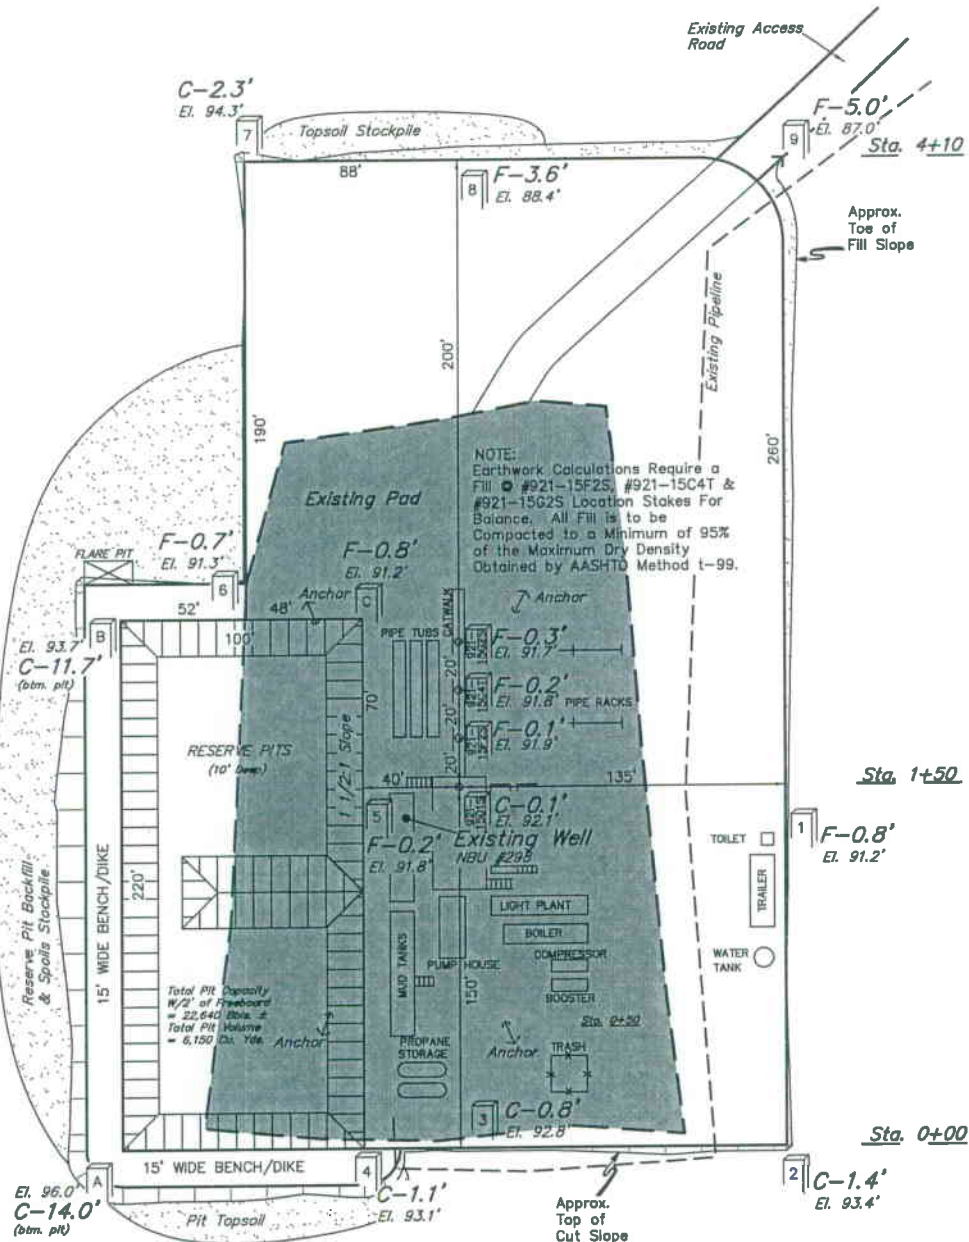 Existing Access
Road
C-2.3'
El. 94.3'
7
Topsoil Stockpile
F-5.0'
El. 87.0'
9
Sta. 4+10
88'
8
F-3.6'
El. 88.4'
Approx.
Toe of
Fill Slope
Existing Pipeline
200'
190'
260'
NOTE:
Earthwork Calculations Require a
Fill @ #921-15F2S, #921-15C4T &
#921-15G2S Location Stakes For
Balance. All Fill is to be
Compacted to a Minimum of 95%
of the Maximum Dry Density
Obtained by AASHTO Method t-99.
Existing Pad
F-0.7'
El. 91.3'
6
FLARE PIT
F-0.8'
El. 91.2'
C
Anchor
Anchor
52'
48'
100'
B
El. 93.7'
C-11.7'
(btm. pit)
PIPE TUBS
CATWALK
921-
15G2S
F-0.3'
El. 91.7'
20'
921-
15C4T
F-0.2'
El. 91.8'
PIPE RACKS
20'
921-
15F2S
F-0.1'
El. 91.9'
20'
70'
1 1/2:1 Slope
RESERVE PITS
(10' Deep)
40'
135'
Sta. 1+50
C-0.1'
El. 92.1'
5
F-0.2'
El. 91.8'
Existing Well
NBU #298
1
F-0.8'
El. 91.2'
TOILET
TRAILER
WATER
TANK
LIGHT PLANT
BOILER
COMPRESSOR
BOOSTER
PUMP HOUSE
MUD TANKS
150'
Sta. 0+50
Reserve Pit Backfill
& Spoils Stockpile
15' WIDE BENCH/DIKE
220'
Total Pit Capacity
W/2' of Freeboard
= 22,640 Bbls. ±
Total Pit Volume
= 6,150 Cu. Yds.
Anchor
Anchor
PROPANE
STORAGE
TRASH
3
C-0.8'
El. 92.8'
Sta. 0+00
15' WIDE BENCH/DIKE
4
C-1.1'
El. 93.1'
2
C-1.4'
El. 93.4'
El. 96.0'
A
C-14.0'
(btm. pit)
Pit Topsoil
Approx.
Top of
Cut Slope